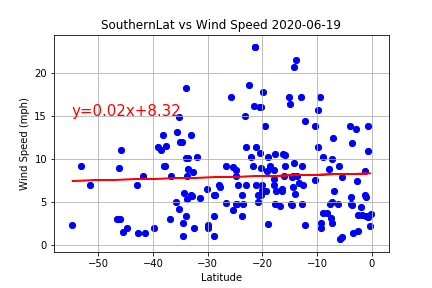 SouthernLat vs Wind Speed 2020-06-19
Wind Speed (mph)
20
15
10
5
0
y=0.02x+8.32
−50 −40 −30 −20 −10 0
Latitude